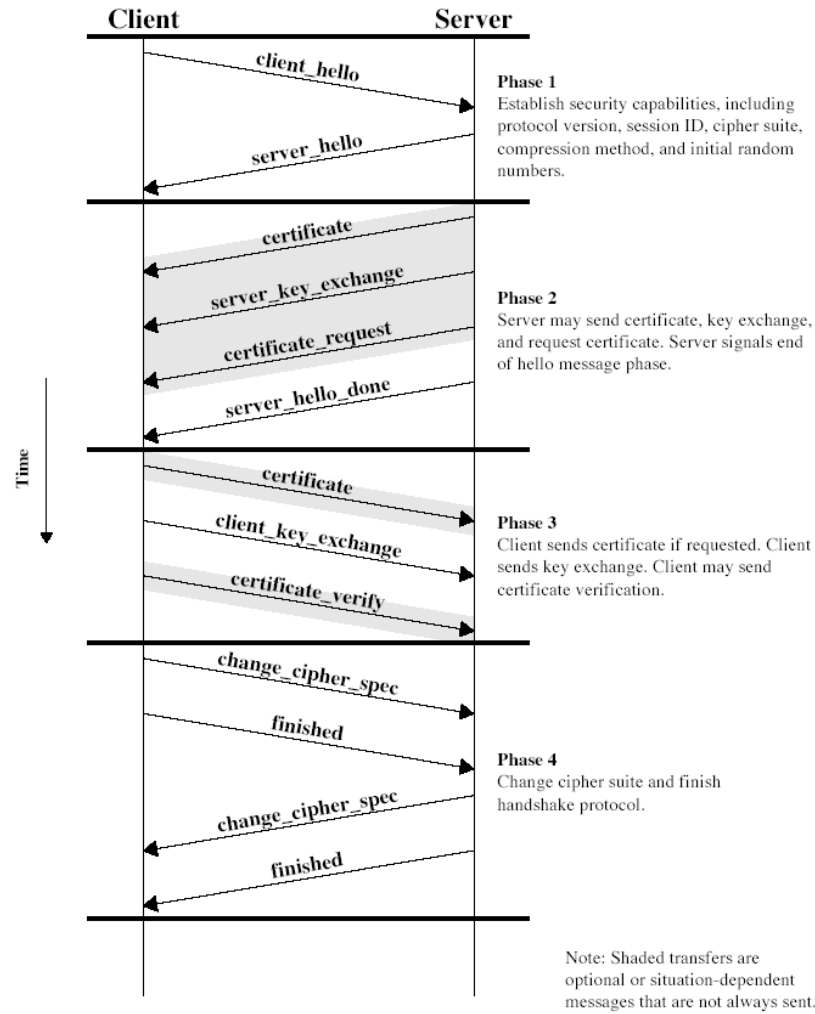 Client
Server
client_hello
server_hello
Phase 1
Establish security capabilities, including
protocol version, session ID, cipher suite,
compression method, and initial random
numbers.
certificate
server_key_exchange
certificate_request
server_hello_done
Phase 2
Server may send certificate, key exchange,
and request certificate. Server signals end
of hello message phase.
Time
certificate
client_key_exchange
certificate_verify
Phase 3
Client sends certificate if requested. Client
sends key exchange. Client may send
certificate verification.
change_cipher_spec
finished
change_cipher_spec
finished
Phase 4
Change cipher suite and finish
handshake protocol.
Note: Shaded transfers are
optional or situation-dependent
messages that are not always sent.